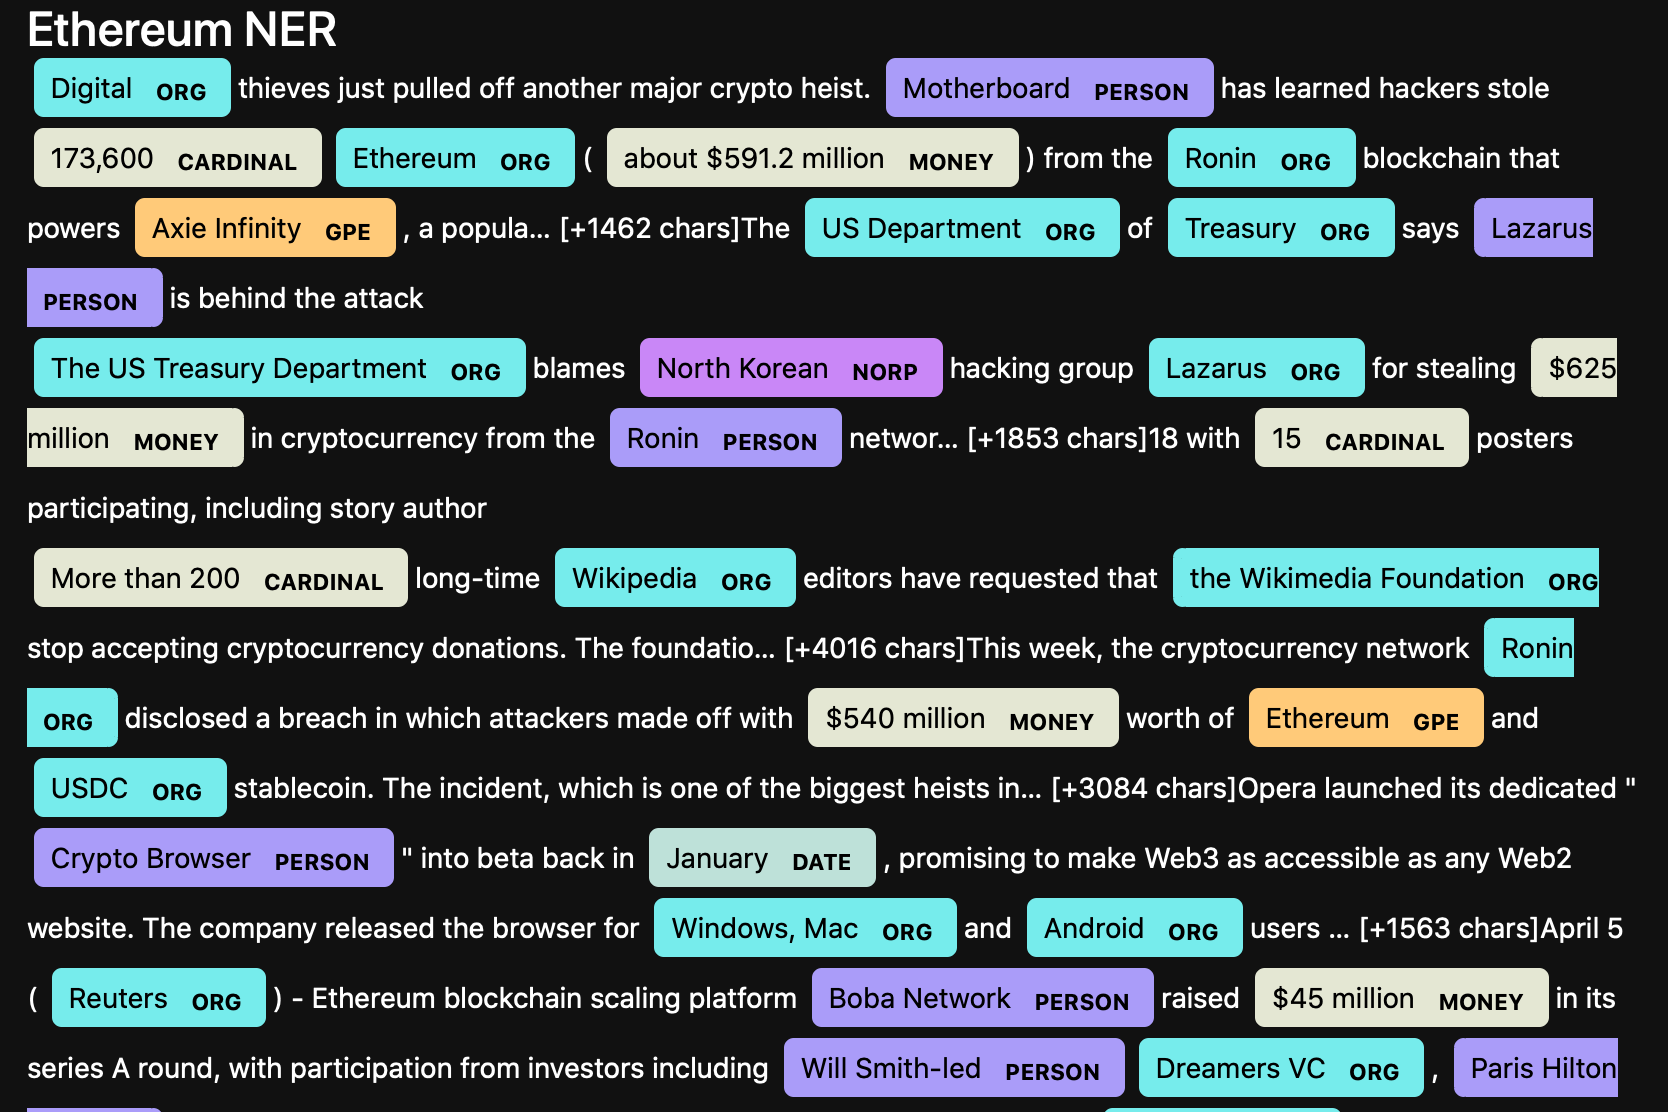 Ethereum NER
Digital ORG thieves just pulled off another major crypto heist. Motherboard PERSON has learned hackers stole
173,600 CARDINAL Ethereum ORG ( about $591.2 million MONEY ) from the Ronin ORG blockchain that
powers Axie Infinity GPE , a popula... [+1462 chars]The US Department ORG of Treasury ORG says Lazarus
PERSON is behind the attack
The US Treasury Department ORG blames North Korean NORP hacking group Lazarus ORG for stealing $625
million MONEY in cryptocurrency from the Ronin PERSON networ... [+1853 chars]18 with 15 CARDINAL posters
participating, including story author
More than 200 CARDINAL long-time Wikipedia ORG editors have requested that the Wikimedia Foundation ORG
stop accepting cryptocurrency donations. The foundatio... [+4016 chars]This week, the cryptocurrency network Ronin
ORG disclosed a breach in which attackers made off with $540 million MONEY worth of Ethereum GPE and
USDC ORG stablecoin. The incident, which is one of the biggest heists in... [+3084 chars]Opera launched its dedicated "
Crypto Browser PERSON " into beta back in January DATE , promising to make Web3 as accessible as any Web2
website. The company released the browser for Windows, Mac ORG and Android ORG users ... [+1563 chars]April 5
( Reuters ORG ) - Ethereum blockchain scaling platform Boba Network PERSON raised $45 million MONEY in its
series A round, with participation from investors including Will Smith-led PERSON Dreamers VC ORG , Paris Hilton